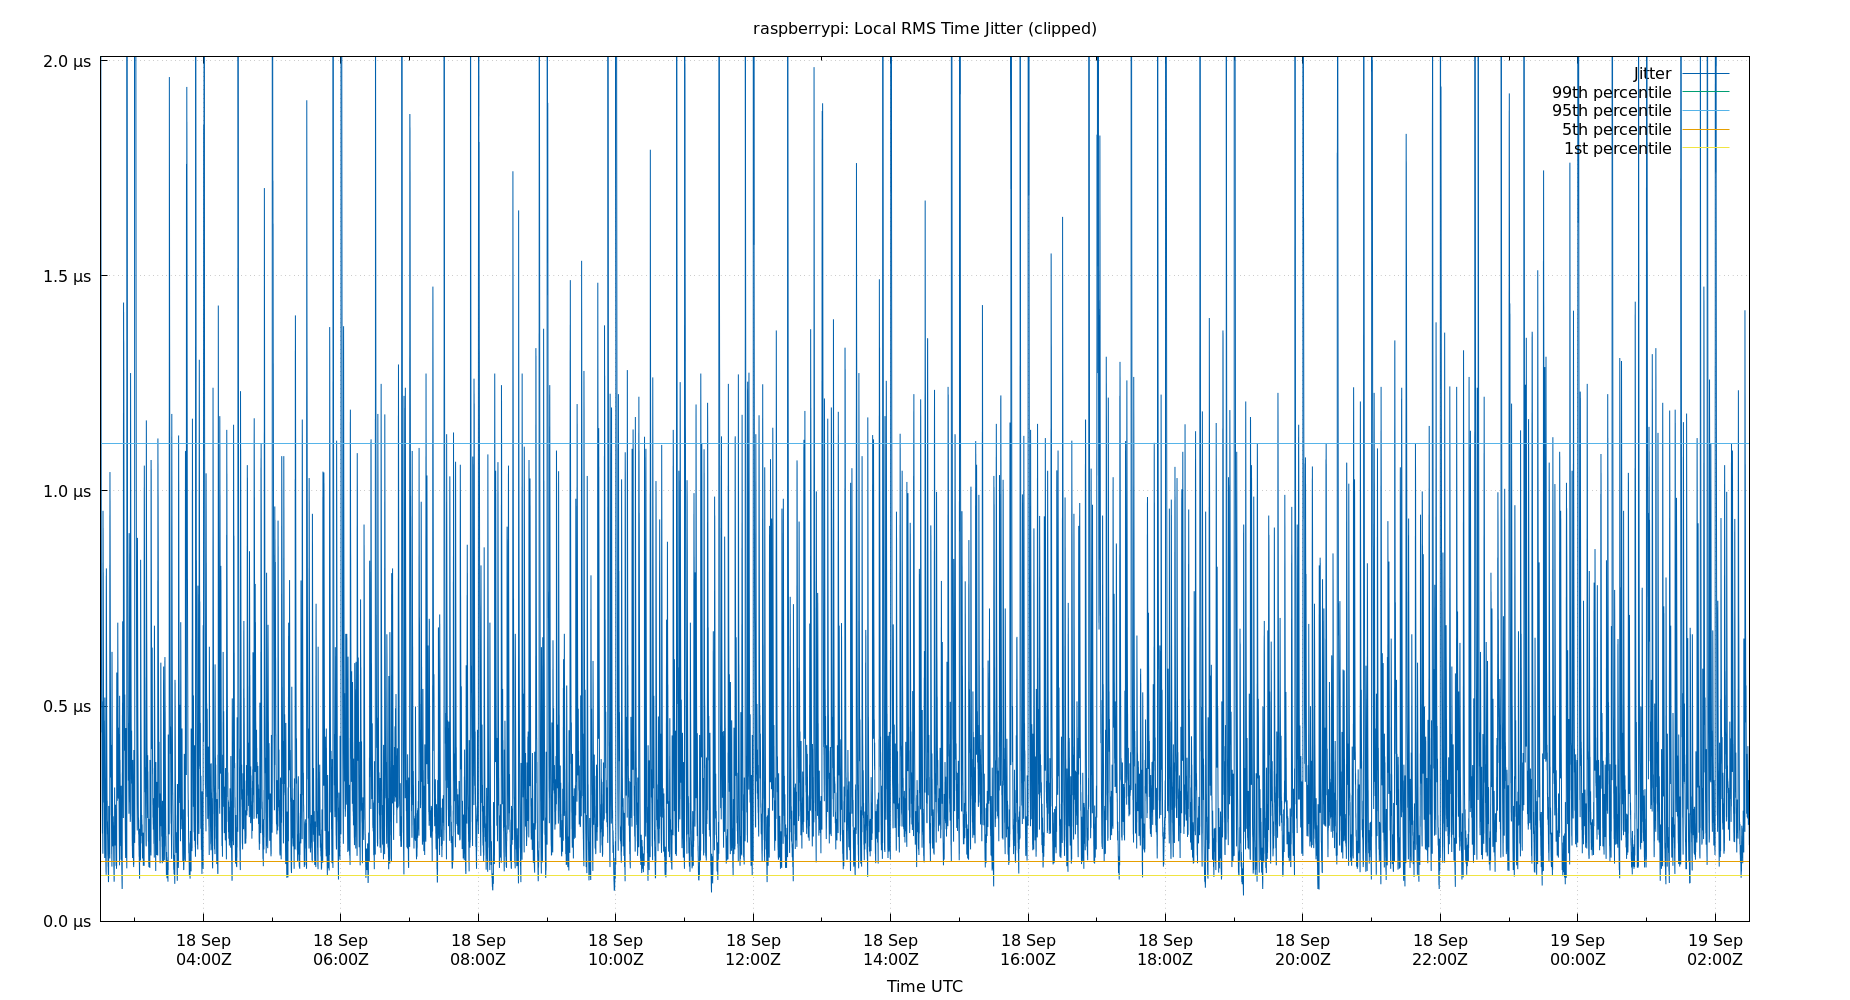 raspberrypi: Local RMS Time Jitter (clipped)
2.0 µs
1.5 µs
1.0 µs
0.5 µs
0.0 µs
Jitter
99th percentile
95th percentile
5th percentile
1st percentile
18 Sep 04:00Z
18 Sep 06:00Z
18 Sep 08:00Z
18 Sep 10:00Z
18 Sep 12:00Z
18 Sep 14:00Z
18 Sep 16:00Z
18 Sep 18:00Z
18 Sep 20:00Z
18 Sep 22:00Z
19 Sep 00:00Z
19 Sep 02:00Z
Time UTC